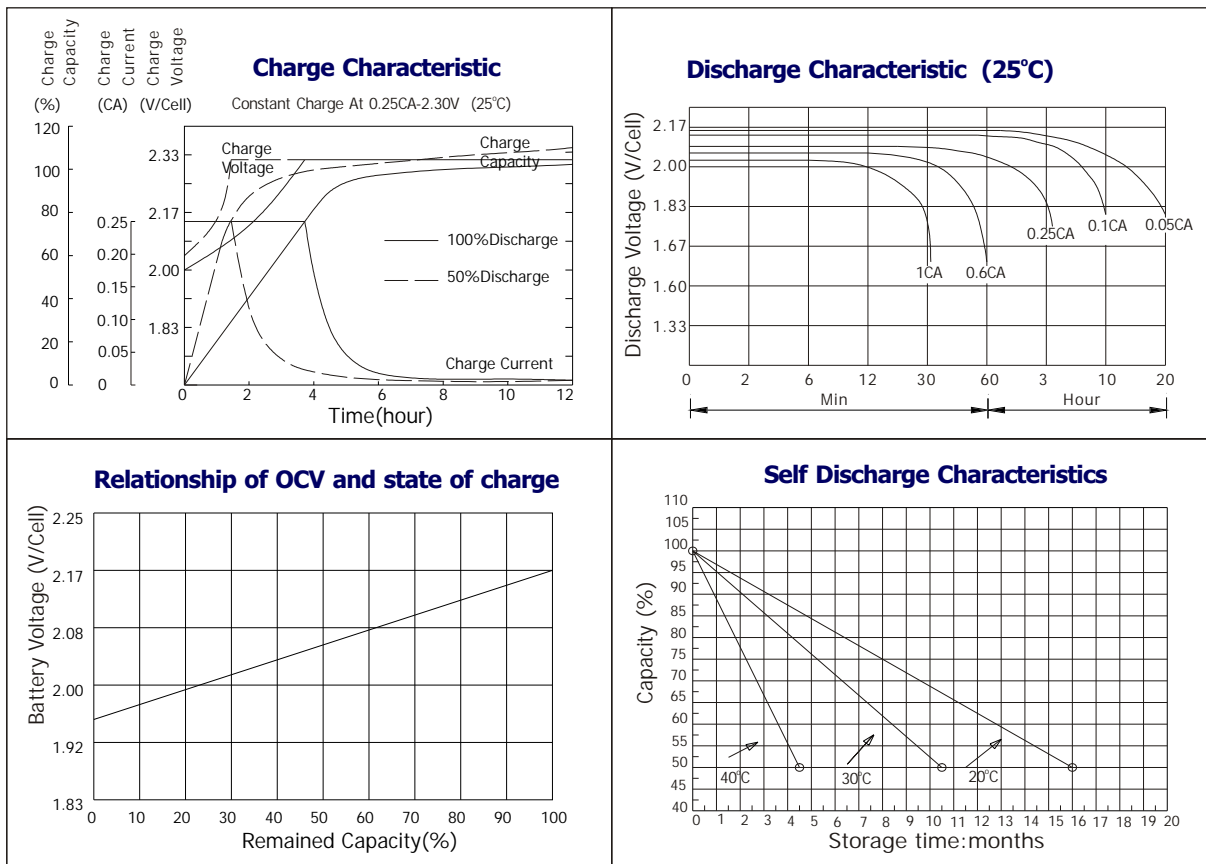 Charge Capacity
Charge Current
Charge Voltage
(%)
(CA)
(V/Cell)
Charge Characteristic
Constant Charge At 0.25CA-2.30V (25°C)
120
100
80
60
40
20
0
0.25
0.20
0.15
0.10
0.05
0
2.33
2.17
2.00
1.83
Charge Voltage
Charge Capacity
100%Discharge
50%Discharge
Charge Current
0 2 4 6 8 10 12
Time(hour)
Discharge Characteristic (25°C)
Discharge Voltage (V/Cell)
2.17
2.00
1.83
1.67
1.60
1.33
1CA
0.6CA
0.25CA
0.1CA
0.05CA
0 2 6 12 30 60 3 10 20
Min
Hour
Relationship of OCV and state of charge
Battery Voltage (V/Cell)
2.25
2.17
2.08
2.00
1.92
1.83
0 10 20 30 40 50 60 70 80 90 100
Remained Capacity(%)
Self Discharge Characteristics
Capacity (%)
110
105
100
95
90
85
80
75
70
65
60
55
50
45
40
40°C
30°C
20°C
0 1 2 3 4 5 6 7 8 9 10 11 12 13 14 15 16 17 18 19 20
Storage time:months